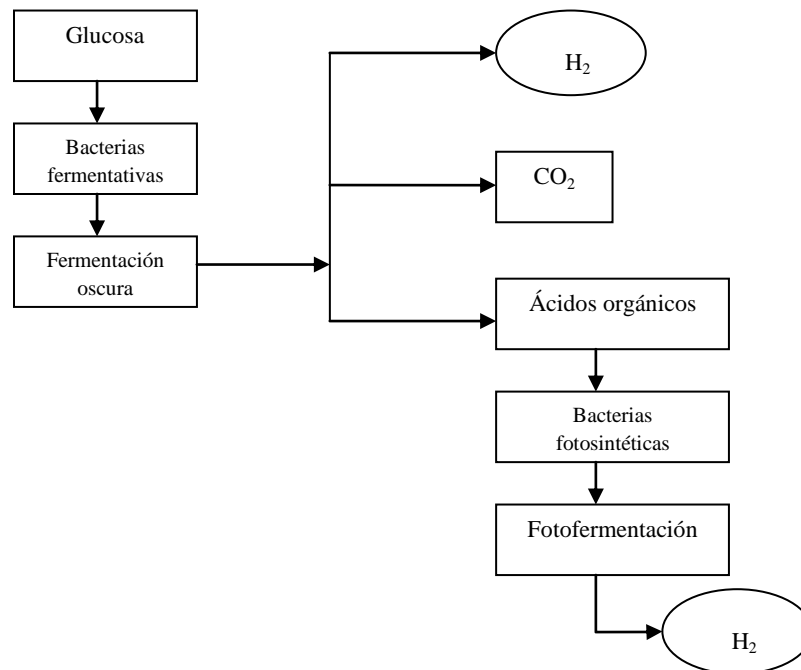 Glucosa
H₂
Bacterias
fermentativas
CO₂
Fermentación
oscura
Ácidos orgánicos
Bacterias
fotosintéticas
Fotofermentación
H₂